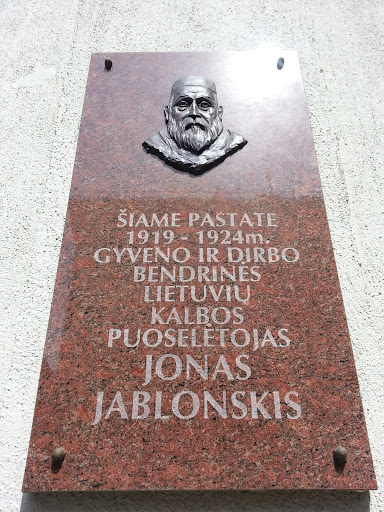 ŠIAME PASTATE
1919 - 1924m.
GYVENO IR DIRBO
BENDRINĖS
LIETUVIŲ
KALBOS
PUOSELĖTOJAS
JONAS
JABLONSKIS